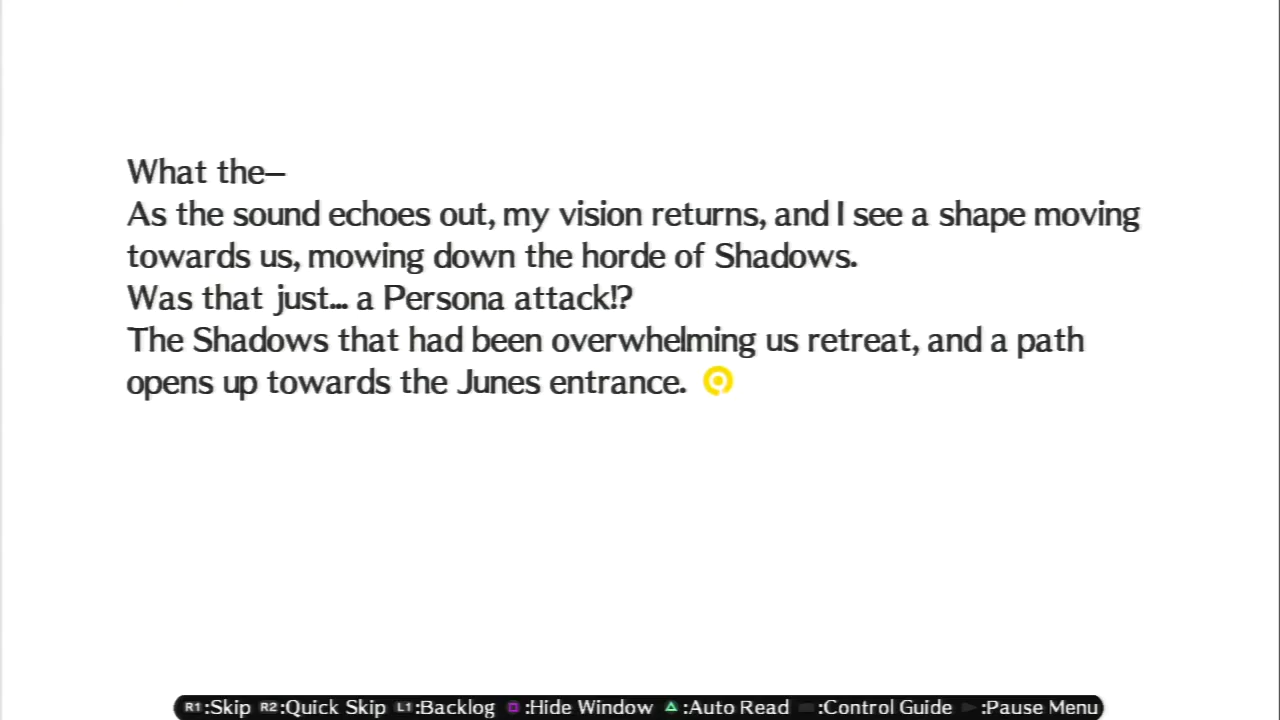 What the—
As the sound echoes out, my vision returns, and I see a shape moving
towards us, mowing down the horde of Shadows.
Was that just... a Persona attack!?
The Shadows that had been overwhelming us retreat, and a path
opens up towards the Junes entrance.
R1:Skip R2:Quick Skip L1:Backlog :Hide Window :Auto Read :Control Guide :Pause Menu